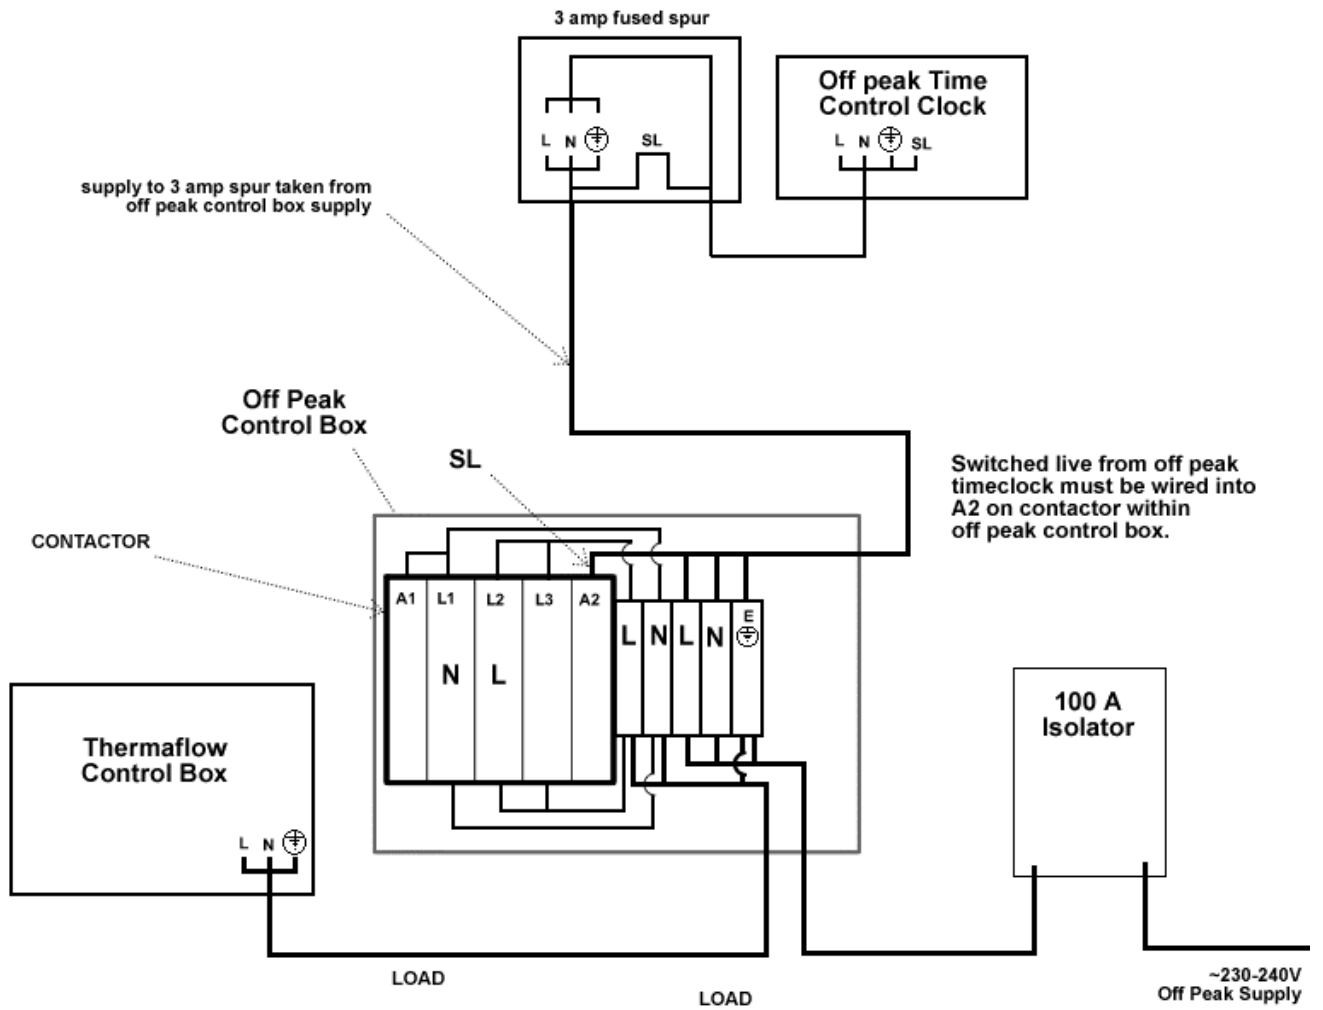 3 amp fused spur
Off peak Time
Control Clock
L N SL
L N SL
supply to 3 amp spur taken from
off peak control box supply
Off Peak
Control Box
SL
Switched live from off peak
timeclock must be wired into
A2 on contactor within
off peak control box.
CONTACTOR
A1 L1 L2 L3 A2
E
L N L N
N L
100 A
Isolator
Thermaflow
Control Box
L N
LOAD
LOAD
~230-240V
Off Peak Supply